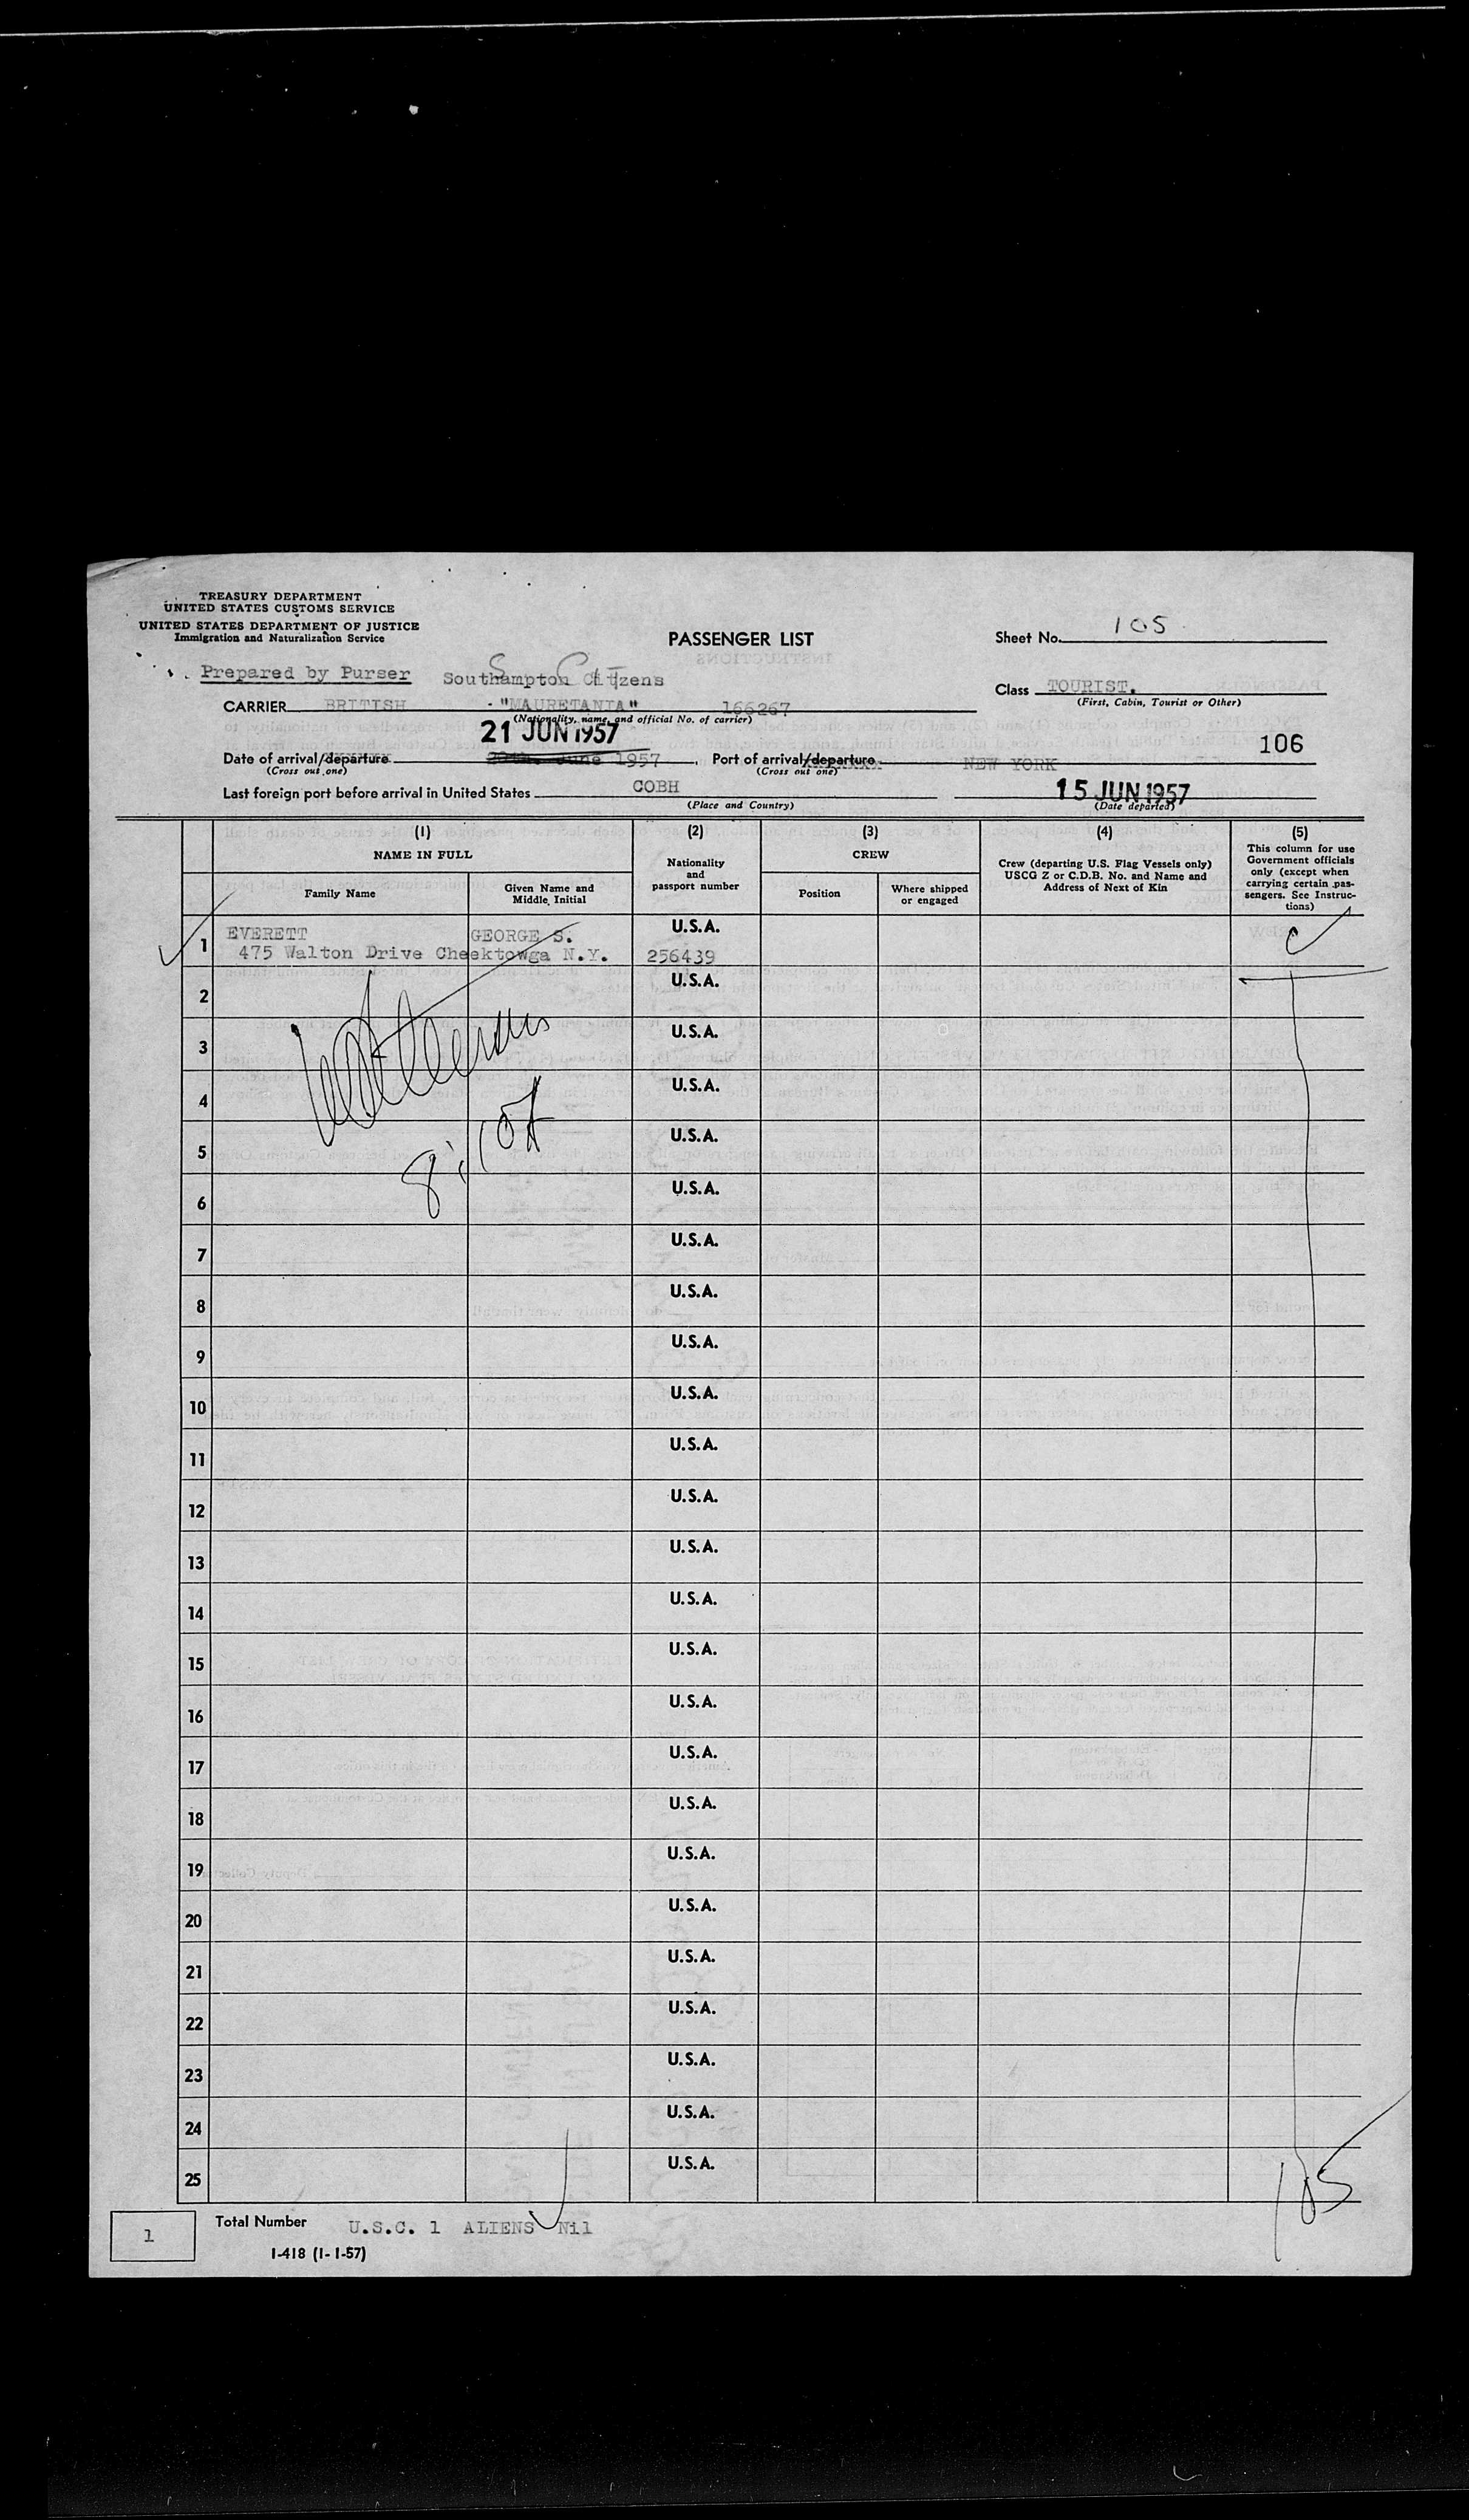 TREASURY DEPARTMENT
UNITED STATES CUSTOMS SERVICE
UNITED STATES DEPARTMENT OF JUSTICE
Immigration and Naturalization Service
PASSENGER LIST
Sheet No. 105
Prepared by Purser Southampton Citizens
S C T
Class TOURIST.
(First, Cabin, Tourist or Other)
CARRIER BRITISH - "MAURETANIA" 166267
(Nationality, name, and official No. of carrier)
21 JUN 1957
106
Date of arrival/departure 20th. June 1957. Port of arrival/departure NEW YORK
(Cross out one) (Cross out one)
Last foreign port before arrival in United States COBH 15 JUN 1957
(Place and Country) (Date departed)
(1) (2) (3) (4) (5)
NAME IN FULL
Family Name
Given Name and
Middle Initial
Nationality
and
passport number
CREW
Position
Where shipped
or engaged
Crew (departing U.S. Flag Vessels only)
USCG Z or C.D.B. No. and Name and
Address of Next of Kin
This column for use
Government officials
only (except when
carrying certain pas-
sengers. See Instruc-
tions)
1 EVERETT GEORGE S. U.S.A. C
475 Walton Drive Cheektowga N.Y. 256439
2 U.S.A.
3 U.S.A.
4 U.S.A.
5 U.S.A.
6 U.S.A.
7 U.S.A.
8 U.S.A.
9 U.S.A.
10 U.S.A.
11 U.S.A.
12 U.S.A.
13 U.S.A.
14 U.S.A.
15 U.S.A.
16 U.S.A.
17 U.S.A.
18 U.S.A.
19 U.S.A.
20 U.S.A.
21 U.S.A.
22 U.S.A.
23 U.S.A.
24 U.S.A.
25 U.S.A.
105
1 Total Number U.S.C. 1 ALIENS Nil
I-418 (1-1-57)